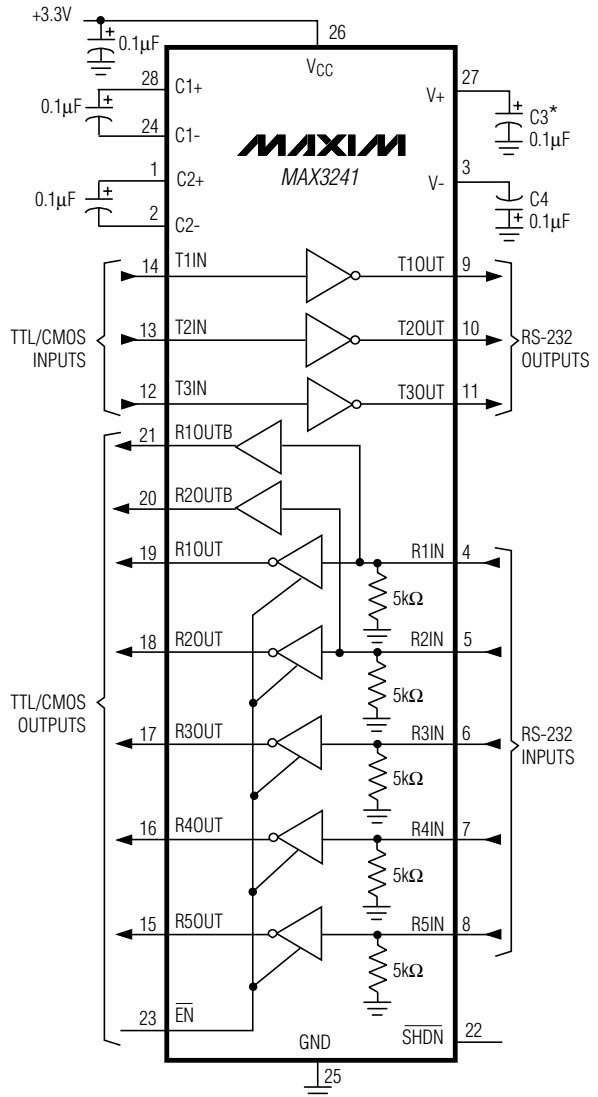 +3.3V
26
0.1µF
VCC
28
C1+
0.1µF
24
C1-
27
V+
C3*
0.1µF
MAXIM
MAX3241
1
C2+
0.1µF
2
C2-
3
V-
C4
0.1µF
14
T1IN
T1OUT
9
TTL/CMOS
INPUTS
13
T2IN
T2OUT
10
RS-232
OUTPUTS
12
T3IN
T3OUT
11
21
R1OUTB
20
R2OUTB
19
R1OUT
R1IN
4
5kΩ
18
R2OUT
R2IN
5
5kΩ
TTL/CMOS
OUTPUTS
17
R3OUT
R3IN
6
RS-232
INPUTS
5kΩ
16
R4OUT
R4IN
7
5kΩ
15
R5OUT
R5IN
8
5kΩ
23
EN
GND
SHDN
22
25